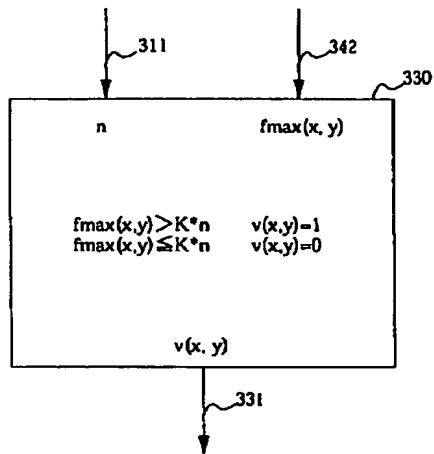 311
342
330
n
fmax(x, y)
fmax(x,y)>K*n v(x,y)=1
fmax(x,y)≦K*n v(x,y)=0
v(x, y)
331